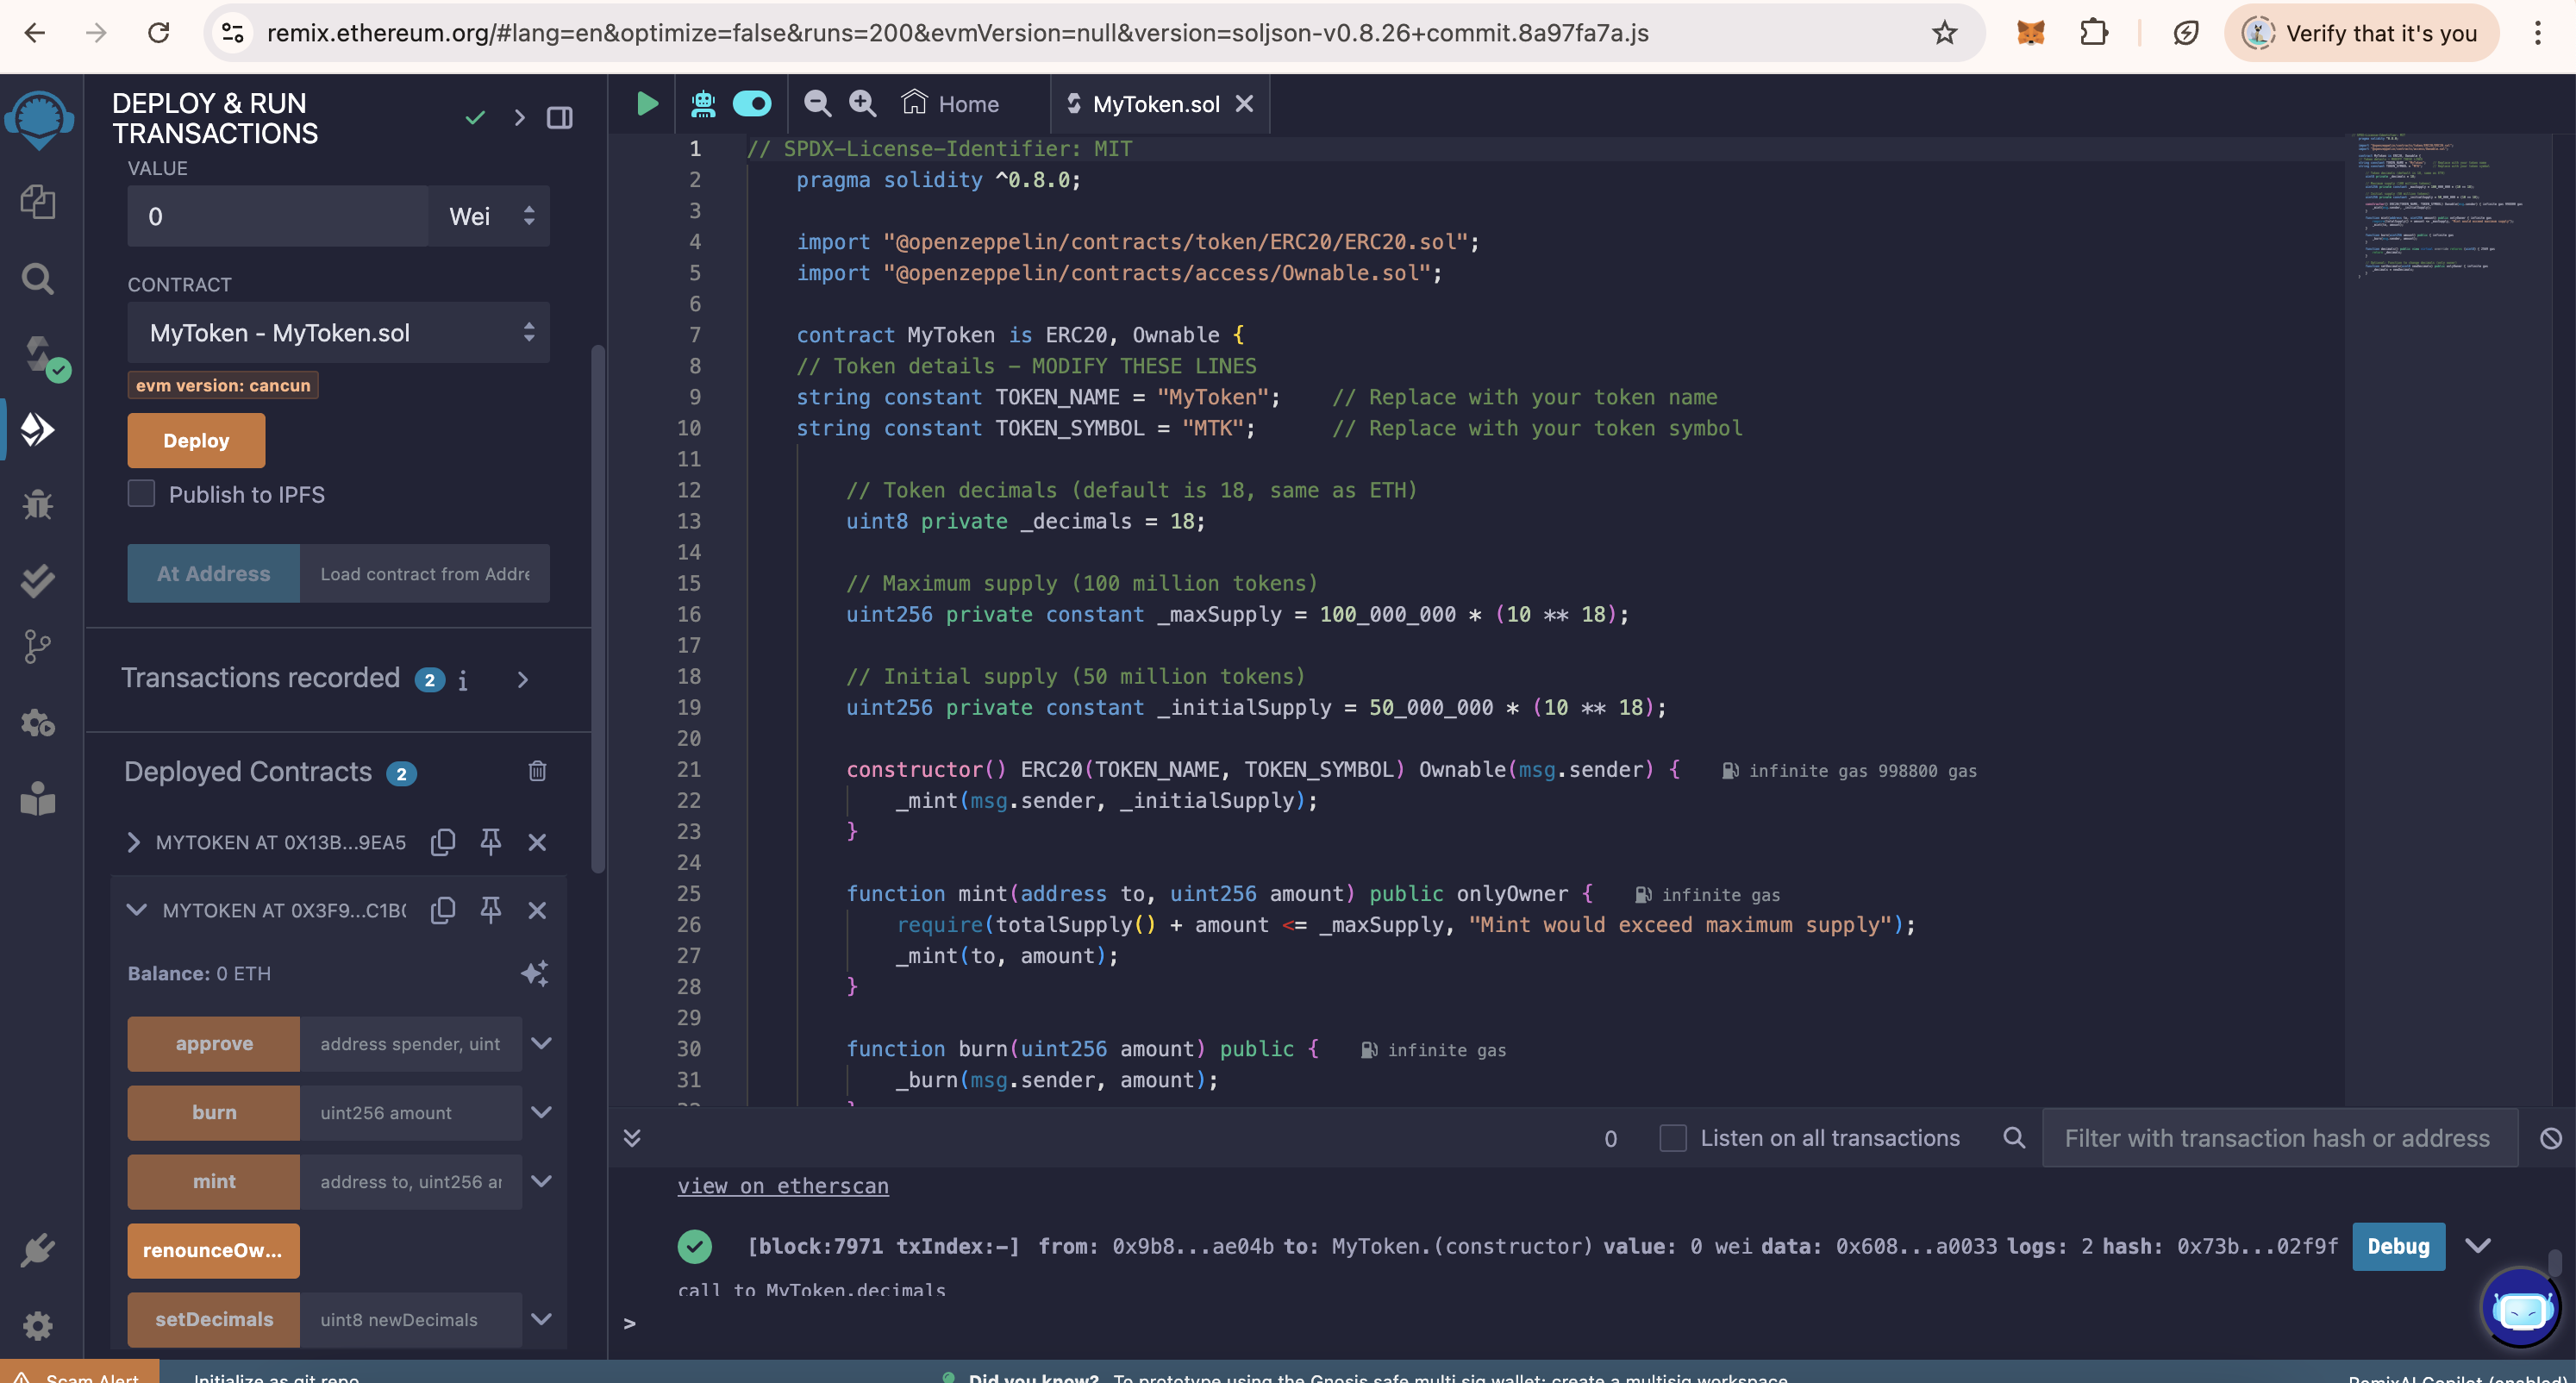 remix.ethereum.org/#lang=en&optimize=false&runs=200&evmVersion=null&version=soljson-v0.8.26+commit.8a97fa7a.js
Verify that it's you
DEPLOY & RUN
TRANSACTIONS
VALUE
0
Wei
CONTRACT
MyToken - MyToken.sol
evm version: cancun
Deploy
Publish to IPFS
At Address
Load contract from Addre
Transactions recorded 2 i
Deployed Contracts 2
MYTOKEN AT 0X13B...9EA5
MYTOKEN AT 0X3F9...C1B
Balance: 0 ETH
approve
address spender, uint
burn
uint256 amount
mint
address to, uint256 ar
renounceOw...
setDecimals
uint8 newDecimals
Home
MyToken.sol
1 // SPDX-License-Identifier: MIT
2 pragma solidity ^0.8.0;
3
4 import "@openzeppelin/contracts/token/ERC20/ERC20.sol";
5 import "@openzeppelin/contracts/access/Ownable.sol";
6
7 contract MyToken is ERC20, Ownable {
8 // Token details - MODIFY THESE LINES
9 string constant TOKEN_NAME = "MyToken"; // Replace with your token name
10 string constant TOKEN_SYMBOL = "MTK"; // Replace with your token symbol
11
12 // Token decimals (default is 18, same as ETH)
13 uint8 private _decimals = 18;
14
15 // Maximum supply (100 million tokens)
16 uint256 private constant _maxSupply = 100_000_000 * (10 ** 18);
17
18 // Initial supply (50 million tokens)
19 uint256 private constant _initialSupply = 50_000_000 * (10 ** 18);
20
21 constructor() ERC20(TOKEN_NAME, TOKEN_SYMBOL) Ownable(msg.sender) { infinite gas 998800 gas
22 _mint(msg.sender, _initialSupply);
23 }
24
25 function mint(address to, uint256 amount) public onlyOwner { infinite gas
26 require(totalSupply() + amount <= _maxSupply, "Mint would exceed maximum supply");
27 _mint(to, amount);
28 }
29
30 function burn(uint256 amount) public { infinite gas
31 _burn(msg.sender, amount);
0
Listen on all transactions
Filter with transaction hash or address
view on etherscan
[block:7971 txIndex:-] from: 0x9b8...ae04b to: MyToken.(constructor) value: 0 wei data: 0x608...a0033 logs: 2 hash: 0x73b...02f9f
Debug
call to MyToken.decimals
>
Scam Alert
Initialize as git repo
Did you know? To prototype using the Gnosis safe multi sig wallet: create a multisig workspace
RemixAI Copilot (enabled)